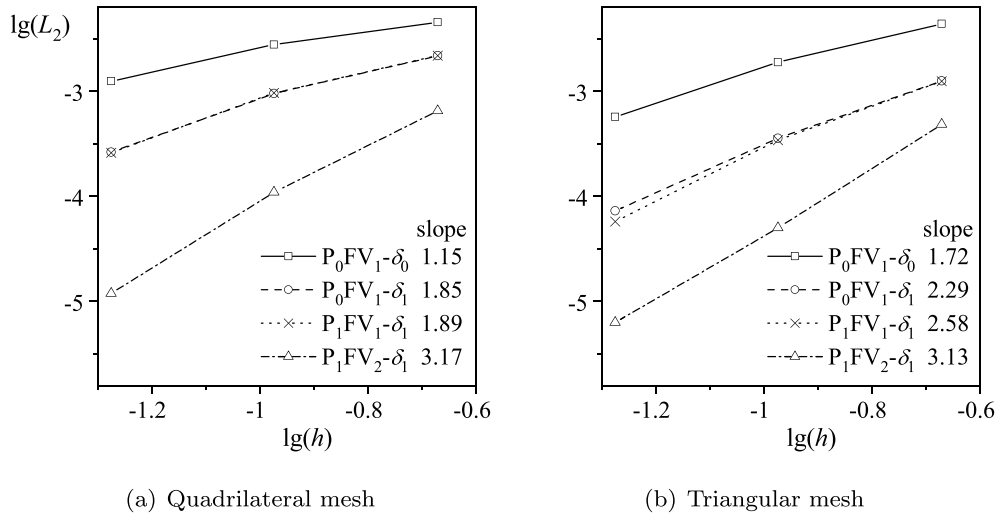 lg(L₂)
-3
-4
-5
slope
P₀FV₁-δ₀ 1.15
P₀FV₁-δ₁ 1.85
P₁FV₁-δ₁ 1.89
P₁FV₂-δ₁ 3.17
-1.2 -1 -0.8 -0.6
lg(h)
(a) Quadrilateral mesh
-3
-4
-5
slope
P₀FV₁-δ₀ 1.72
P₀FV₁-δ₁ 2.29
P₁FV₁-δ₁ 2.58
P₁FV₂-δ₁ 3.13
-1.2 -1 -0.8 -0.6
lg(h)
(b) Triangular mesh